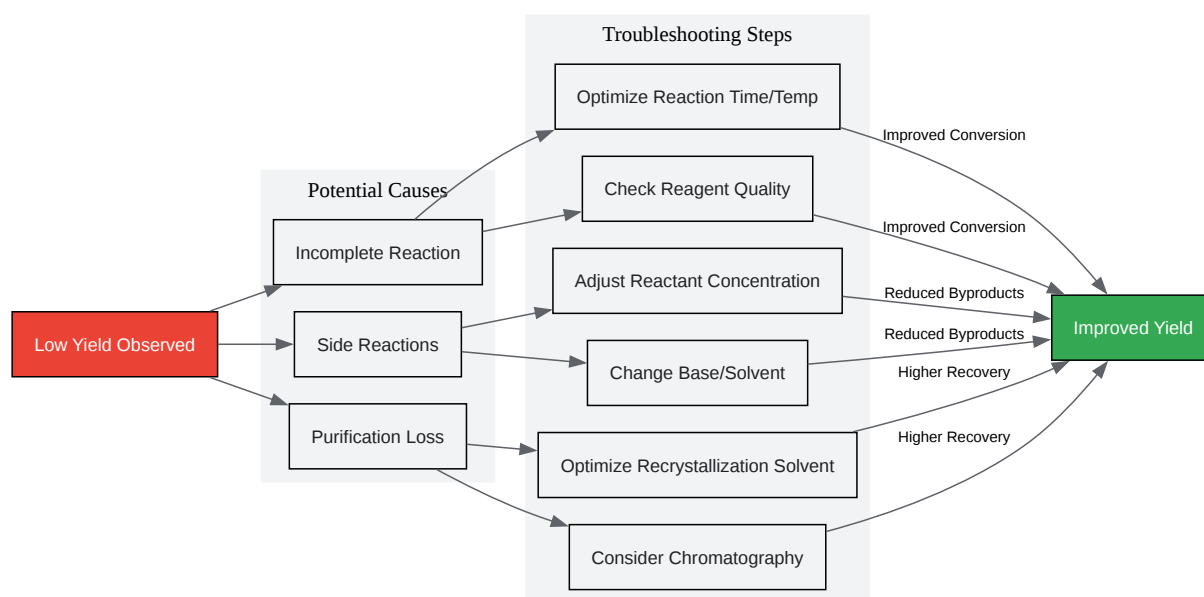 Low Yield Observed
Potential Causes
Incomplete Reaction
Side Reactions
Purification Loss
Troubleshooting Steps
Optimize Reaction Time/Temp
Check Reagent Quality
Adjust Reactant Concentration
Change Base/Solvent
Optimize Recrystallization Solvent
Consider Chromatography
Improved Conversion
Improved Conversion
Reduced Byproducts
Reduced Byproducts
Higher Recovery
Higher Recovery
Improved Yield